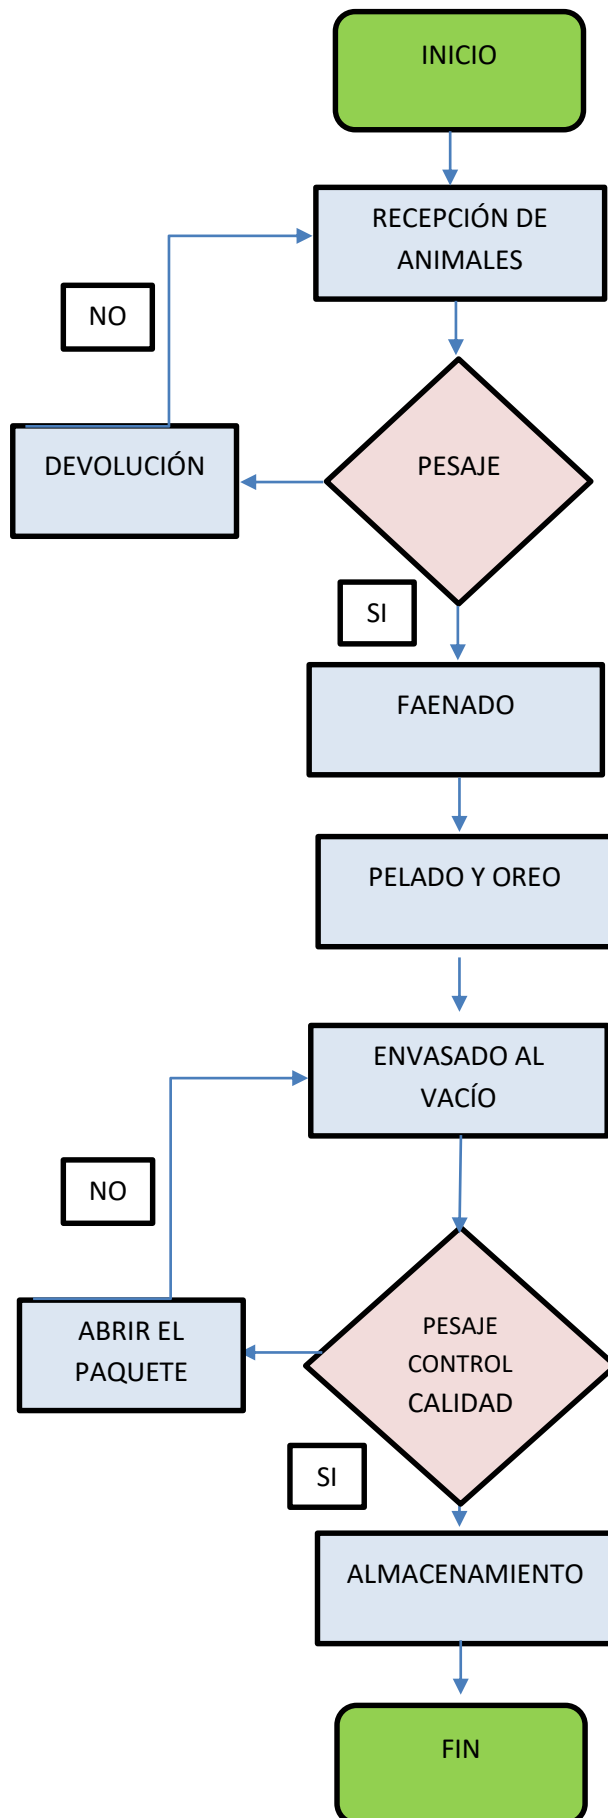 INICIO
RECEPCIÓN DE
ANIMALES
NO
DEVOLUCIÓN
PESAJE
SI
FAENADO
PELADO Y OREO
ENVASADO AL
VACÍO
NO
ABRIR EL
PAQUETE
PESAJE
CONTROL
CALIDAD
SI
ALMACENAMIENTO
FIN